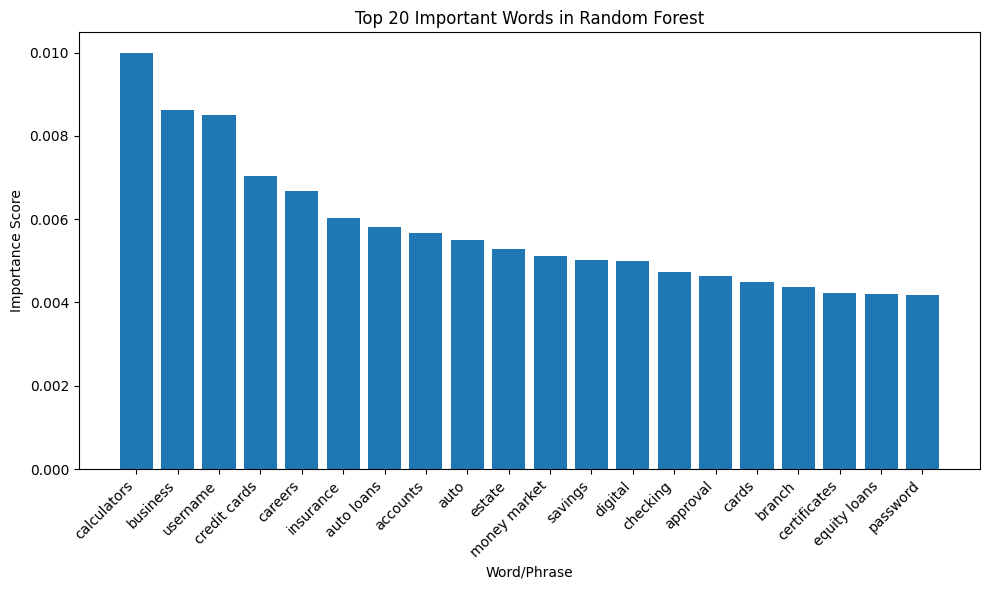 Top 20 Important Words in Random Forest
Importance Score
0.010
0.008
0.006
0.004
0.002
0.000
calculators
business
username
credit cards
careers
insurance
auto loans
accounts
auto
estate
money market
savings
digital
checking
approval
cards
branch
certificates
equity loans
password
Word/Phrase